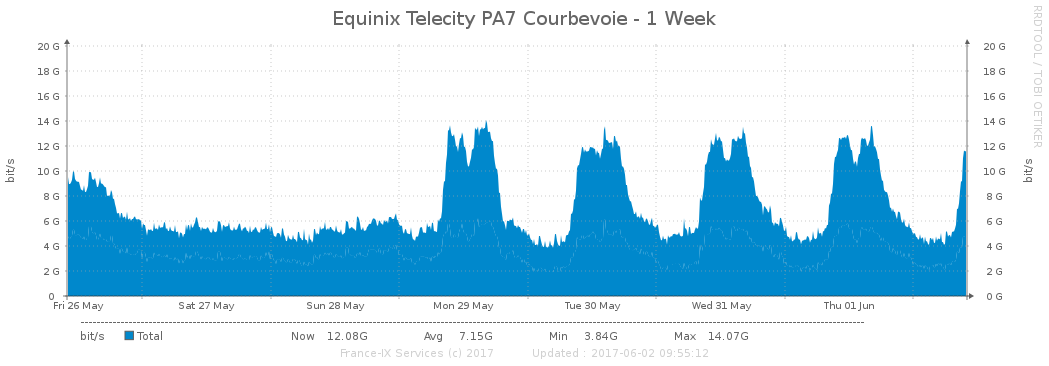 Equinix Telecity PA7 Courbevoie - 1 Week
RRDTOOL / TOBI OETIKER
bit/s
20 G 20 G
18 G 18 G
16 G 16 G
14 G 14 G
12 G 12 G
10 G 10 G
8 G 8 G
6 G 6 G
4 G 4 G
2 G 2 G
0 0 G
bit/s
Fri 26 May Sat 27 May Sun 28 May Mon 29 May Tue 30 May Wed 31 May Thu 01 Jun
bit/s Total Now 12.08G Avg 7.15G Min 3.84G Max 14.07G
France-IX Services (c) 2017 Updated : 2017-06-02 09:55:12